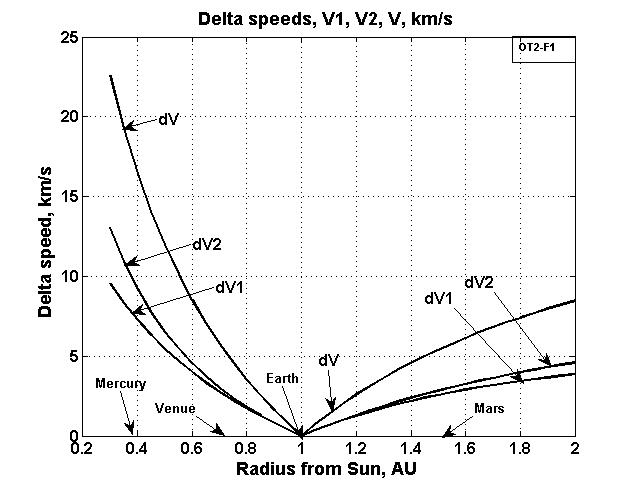 Delta speeds, V1, V2, V, km/s
OT2-F1
25
20
15
10
5
0
Delta speed, km/s
dV
dV2
dV1
dV2
dV1
dV
Mercury
Venue
Earth
Mars
0.2 0.4 0.6 0.8 1 1.2 1.4 1.6 1.8 2
Radius from Sun, AU